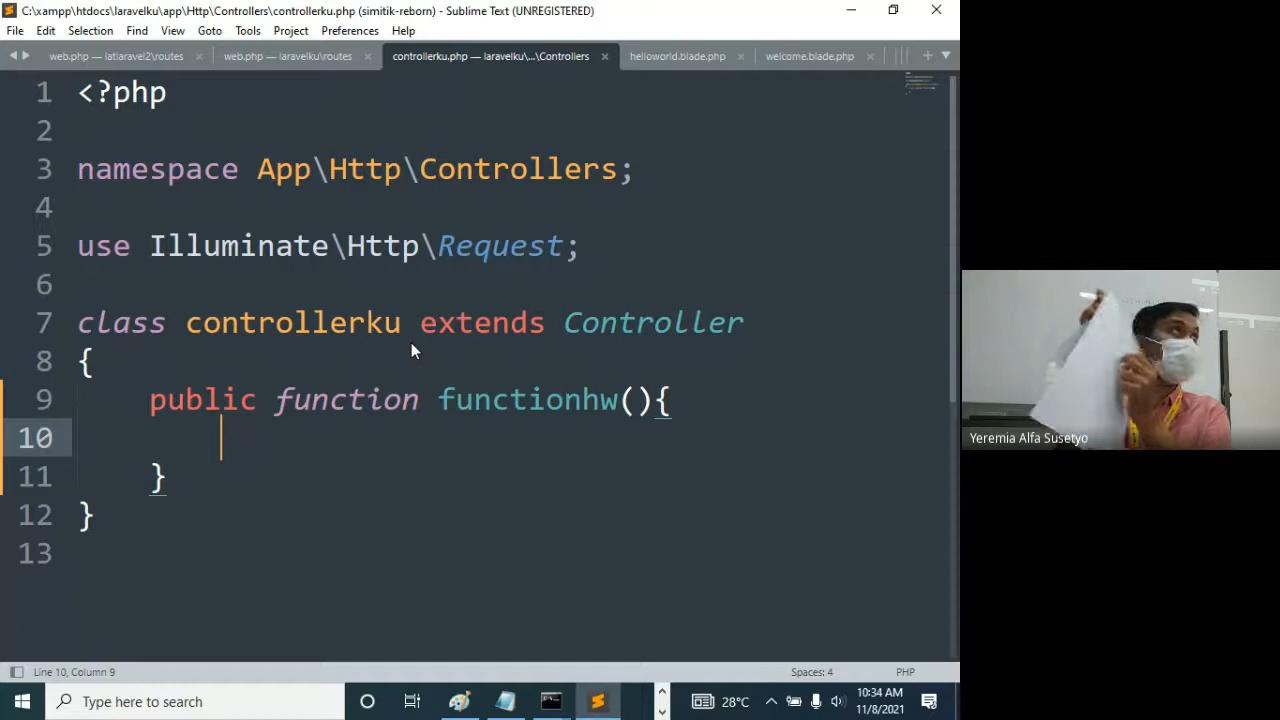 C:\xampp\htdocs\laravelku\app\Http\Controllers\controllerku.php (simitik-reborn) - Sublime Text (UNREGISTERED)
File Edit Selection Find View Goto Tools Project Preferences Help
web.php — latlaravel2\routes web.php — laravelku\routes controllerku.php — laravelku\...\Controllers helloworld.blade.php welcome.blade.php
1 <?php
2
3 namespace App\Http\Controllers;
4
5 use Illuminate\Http\Request;
6
7 class controllerku extends Controller
8 {
9 public function functionhw(){
10
11 }
12 }
13
Yeremia Alfa Susetyo
Line 10, Column 9 Spaces: 4 PHP
Type here to search 28°C 10:34 AM
11/8/2021